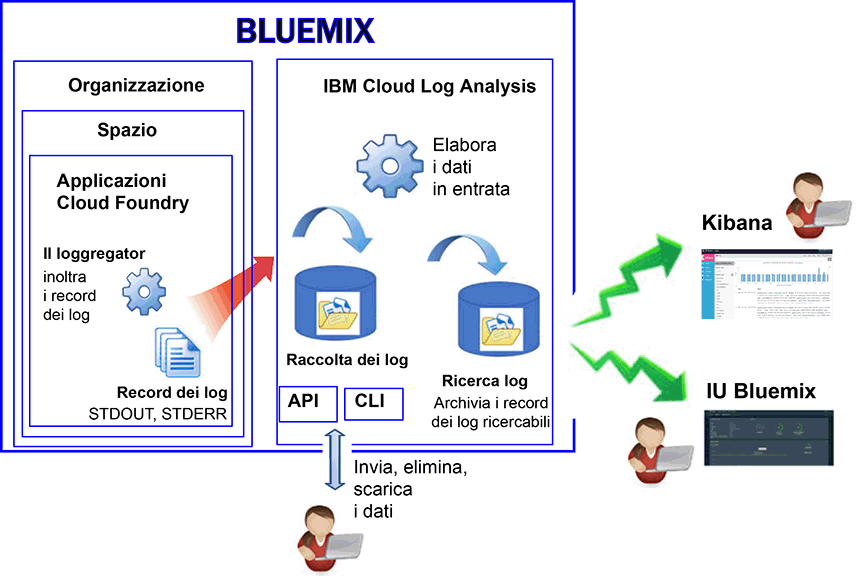 BLUEMIX
Organizzazione
Spazio
Applicazioni
Cloud Foundry
Il loggregator
inoltra
i record
dei log
Record dei log
STDOUT, STDERR
IBM Cloud Log Analysis
Elabora
i dati
in entrata
Raccolta dei log
Ricerca log
Archivia i record
dei log ricercabili
API
CLI
Invia, elimina,
scarica
i dati
Kibana
IU Bluemix